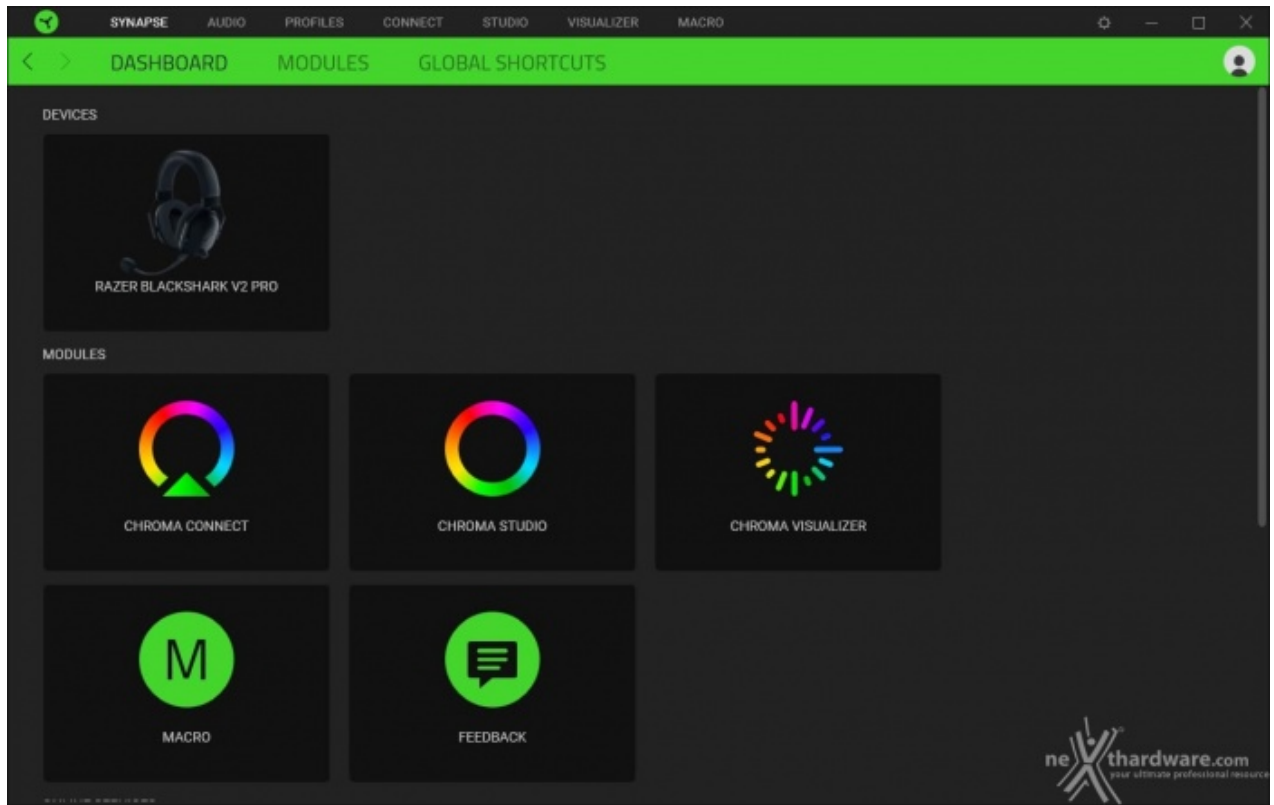 SYNAPSE AUDIO PROFILES CONNECT STUDIO VISUALIZER MACRO
DASHBOARD MODULES GLOBAL SHORTCUTS
DEVICES
RAZER BLACKSHARK V2 PRO
MODULES
CHROMA CONNECT CHROMA STUDIO CHROMA VISUALIZER
M
MACRO FEEDBACK
nexthardware.com
your ultimate professional resource